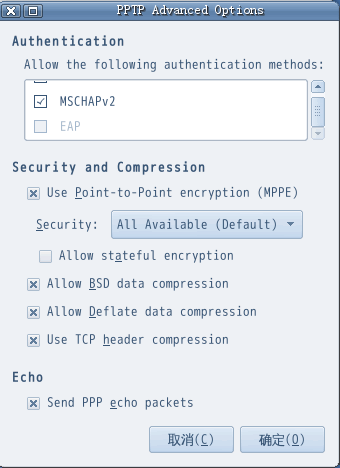 PPTP Advanced Options
Authentication
Allow the following authentication methods:
MSCHAPv2
EAP
Security and Compression
Use Point-to-Point encryption (MPPE)
Security: All Available (Default)
Allow stateful encryption
Allow BSD data compression
Allow Deflate data compression
Use TCP header compression
Echo
Send PPP echo packets
取消(C) 确定(O)